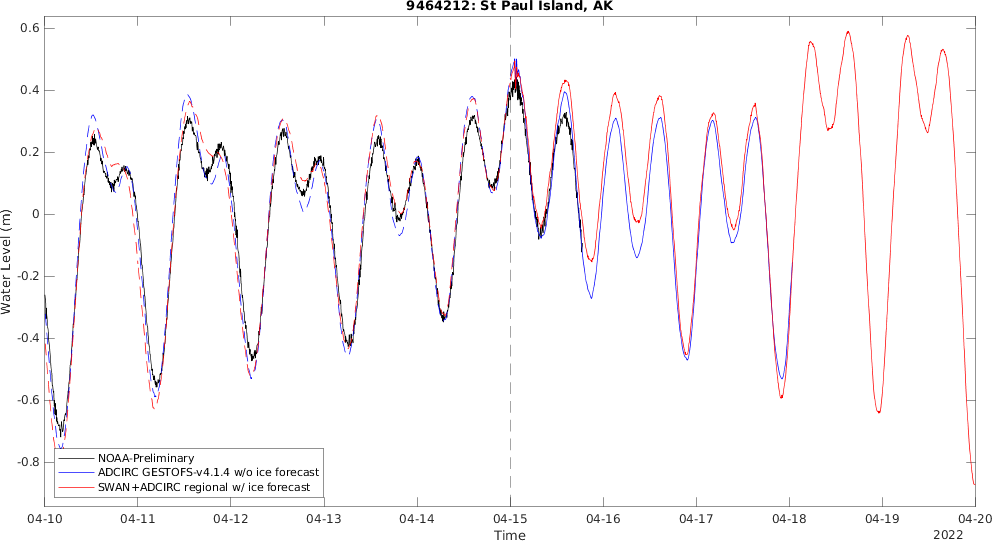 9464212: St Paul Island, AK
0.6
0.4
0.2
0
-0.2
-0.4
-0.6
-0.8
Water Level (m)
NOAA-Preliminary
ADCIRC GESTOFS-v4.1.4 w/o ice forecast
SWAN+ADCIRC regional w/ ice forecast
04-10 04-11 04-12 04-13 04-14 04-15 04-16 04-17 04-18 04-19 04-20
Time
2022